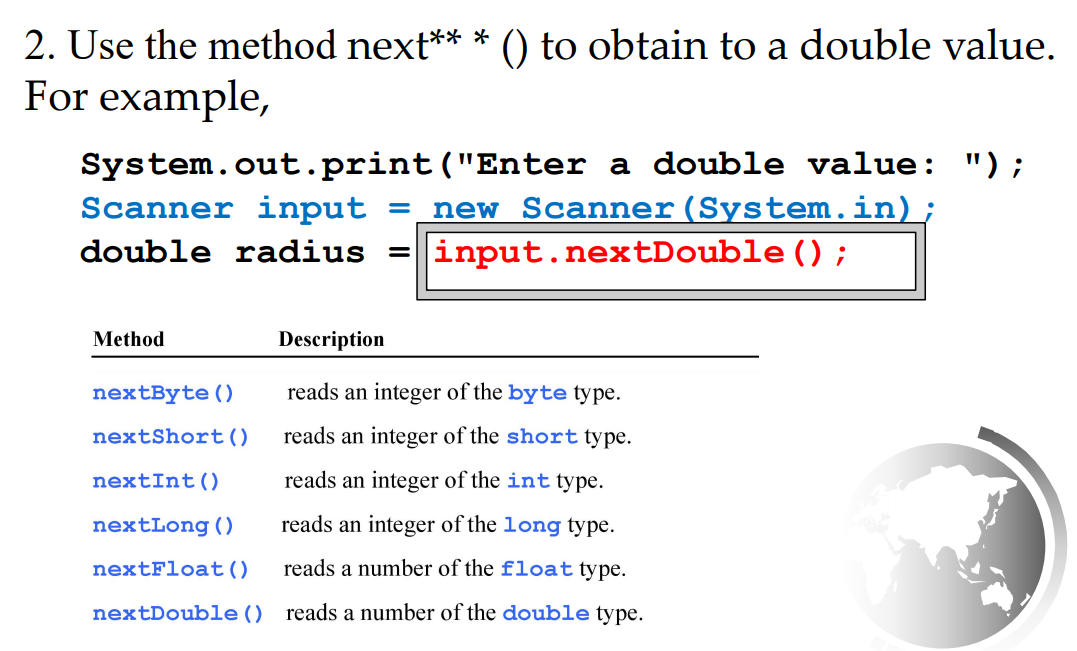 2. Use the method next** * () to obtain to a double value.
For example,
System.out.print("Enter a double value: ");
Scanner input = new Scanner(System.in);
double radius = input.nextDouble();
Method Description
nextByte() reads an integer of the byte type.
nextShort() reads an integer of the short type.
nextInt() reads an integer of the int type.
nextLong() reads an integer of the long type.
nextFloat() reads a number of the float type.
nextDouble() reads a number of the double type.